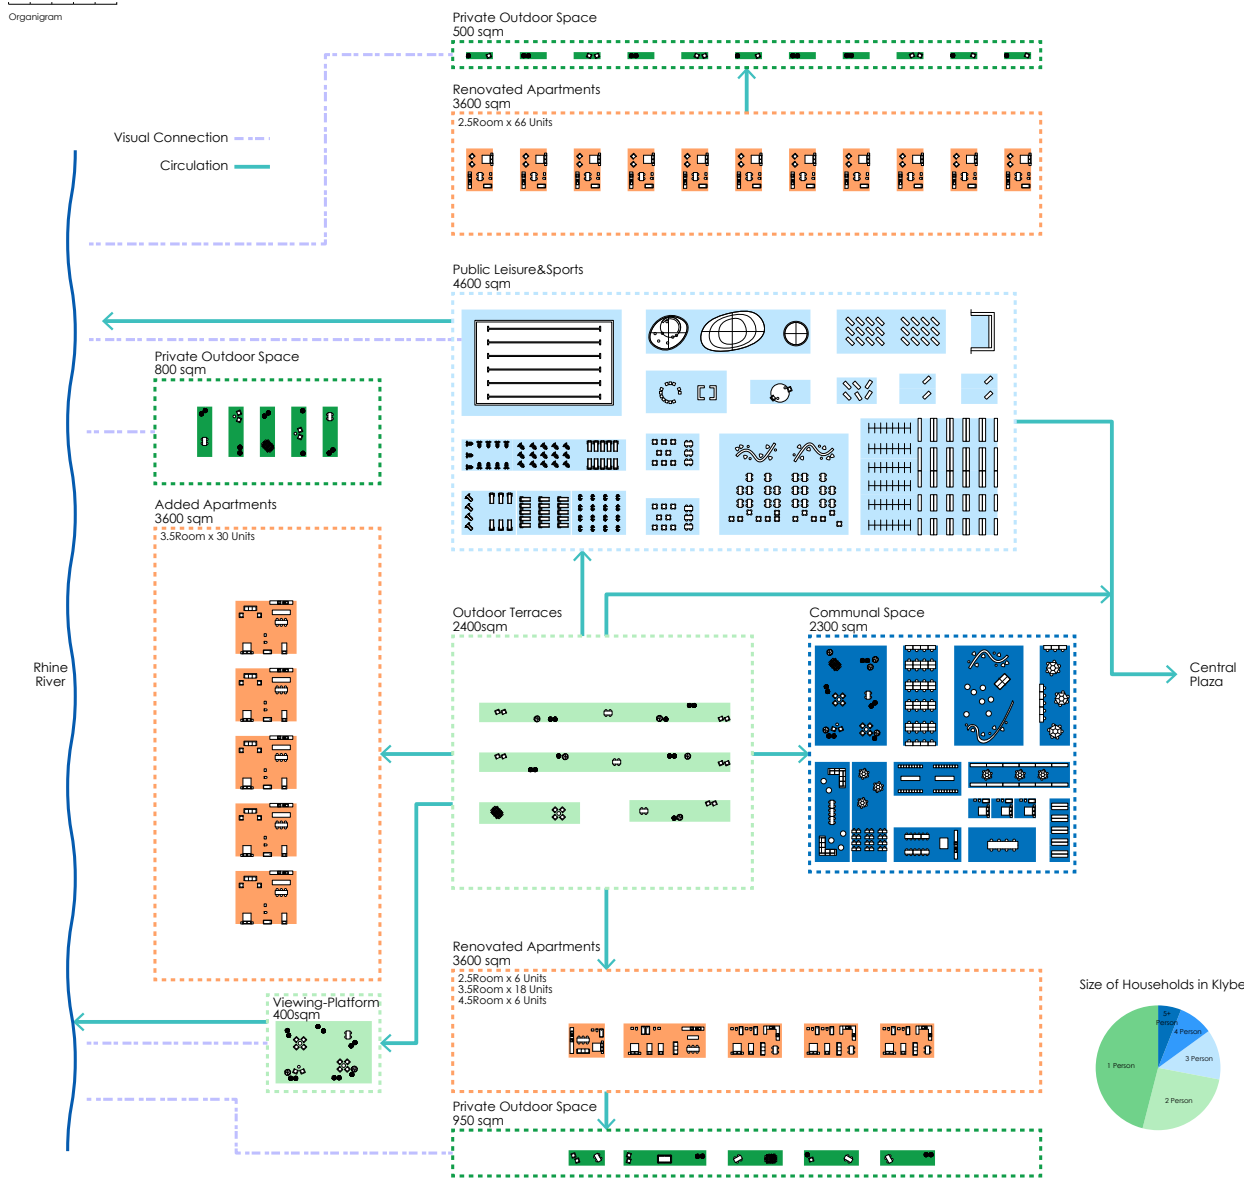 Organigram
Private Outdoor Space
500 sqm
Renovated Apartments
3600 sqm
2.5Room x 66 Units
Visual Connection
Circulation
Public Leisure&Sports
4600 sqm
Private Outdoor Space
800 sqm
Added Apartments
3600 sqm
3.5Room x 30 Units
Outdoor Terraces
2400sqm
Communal Space
2300 sqm
Rhine
River
Central
Plaza
Renovated Apartments
3600 sqm
2.5Room x 6 Units
3.5Room x 18 Units
4.5Room x 6 Units
Viewing-Platform
400sqm
Size of Households in Klybe
5+
Person
4 Person
3 Person
1 Person
2 Person
Private Outdoor Space
950 sqm